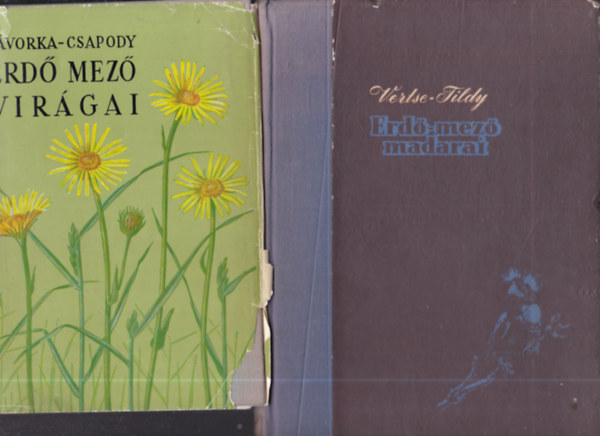 ÁVORKA-CSAPODY
ERDŐ MEZŐ
VIRÁGAI
Vertse-Tildy
Erdő-mező
madarai